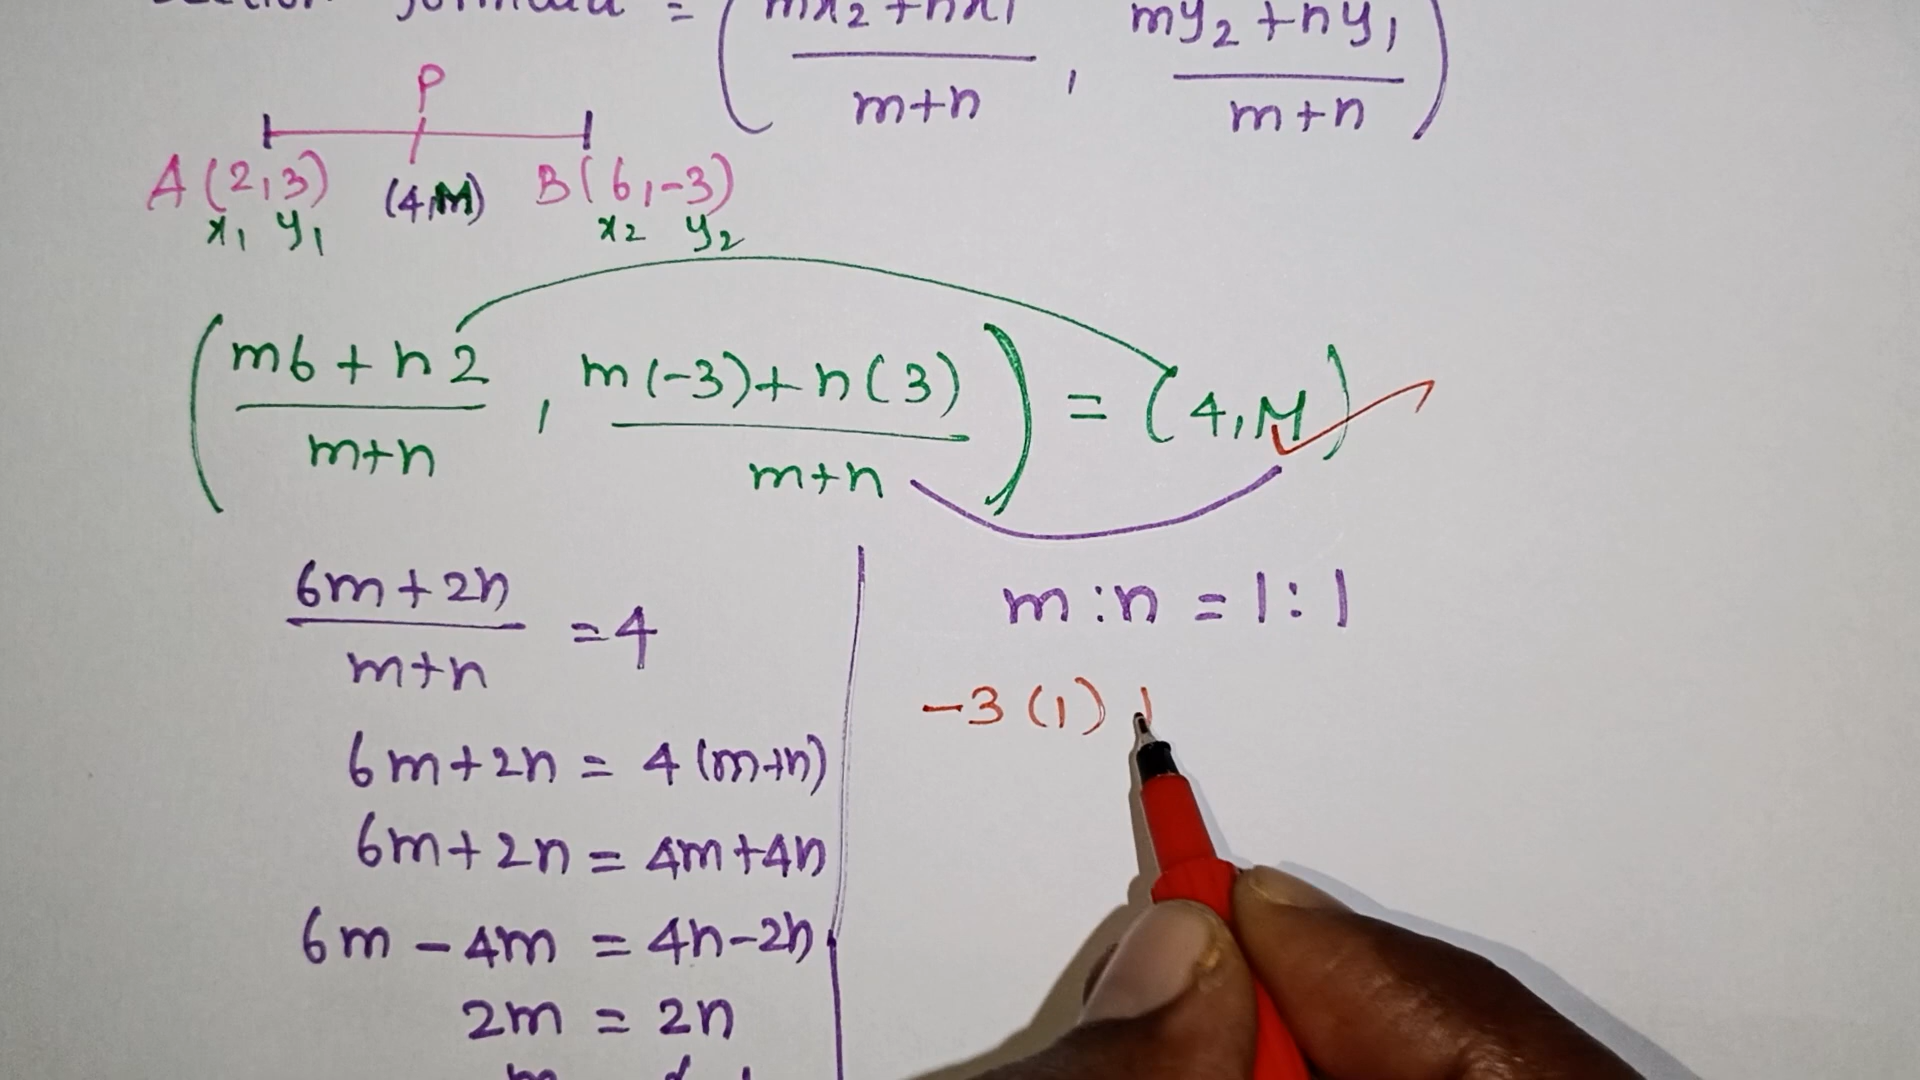 = ( mx2 + nx1 / m+n , my2 + ny1 / m+n )
P
A (2,3) (4,M) B(6,-3)
x1 y1 x2 y2
( m6 + n2 / m+n , m(-3)+n(3) / m+n ) = (4,M)
6m+2n / m+n =4
6m+2n = 4(m+n)
6m+2n = 4m+4n
6m - 4m = 4n-2n
2m = 2n
m:n = 1:1
-3(1)